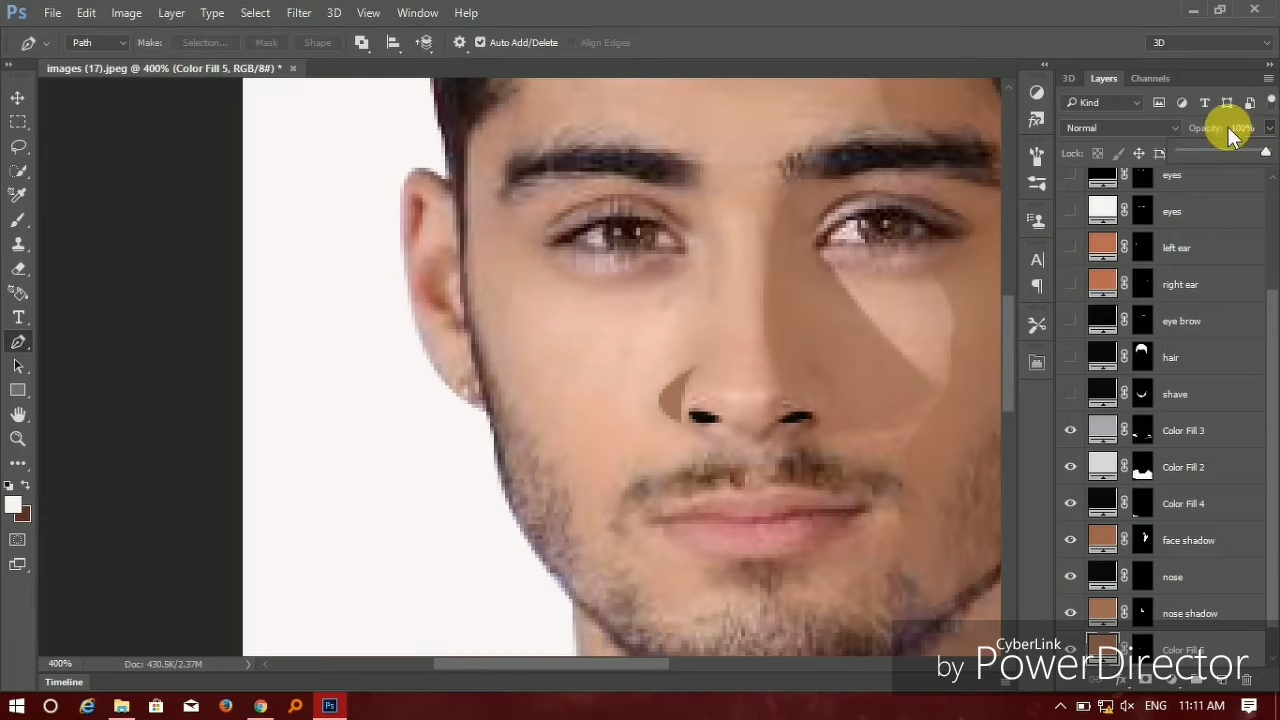 Ps File Edit Image Layer Type Select Filter 3D View Window Help
Path Make: Selection... Mask Shape Auto Add/Delete Align Edges 3D
images (17).jpeg @ 400% (Color Fill 5, RGB/8#) *
3D Layers Channels
Kind
Normal Opacity: 100%
Lock:
eyes
eyes
left ear
right ear
eye brow
hair
shave
Color Fill 3
Color Fill 2
Color Fill 4
face shadow
nose
nose shadow
Color Fill 5
400% Doc: 430.5K/2.37M
Timeline
CyberLink
by PowerDirector
ENG 11:11 AM